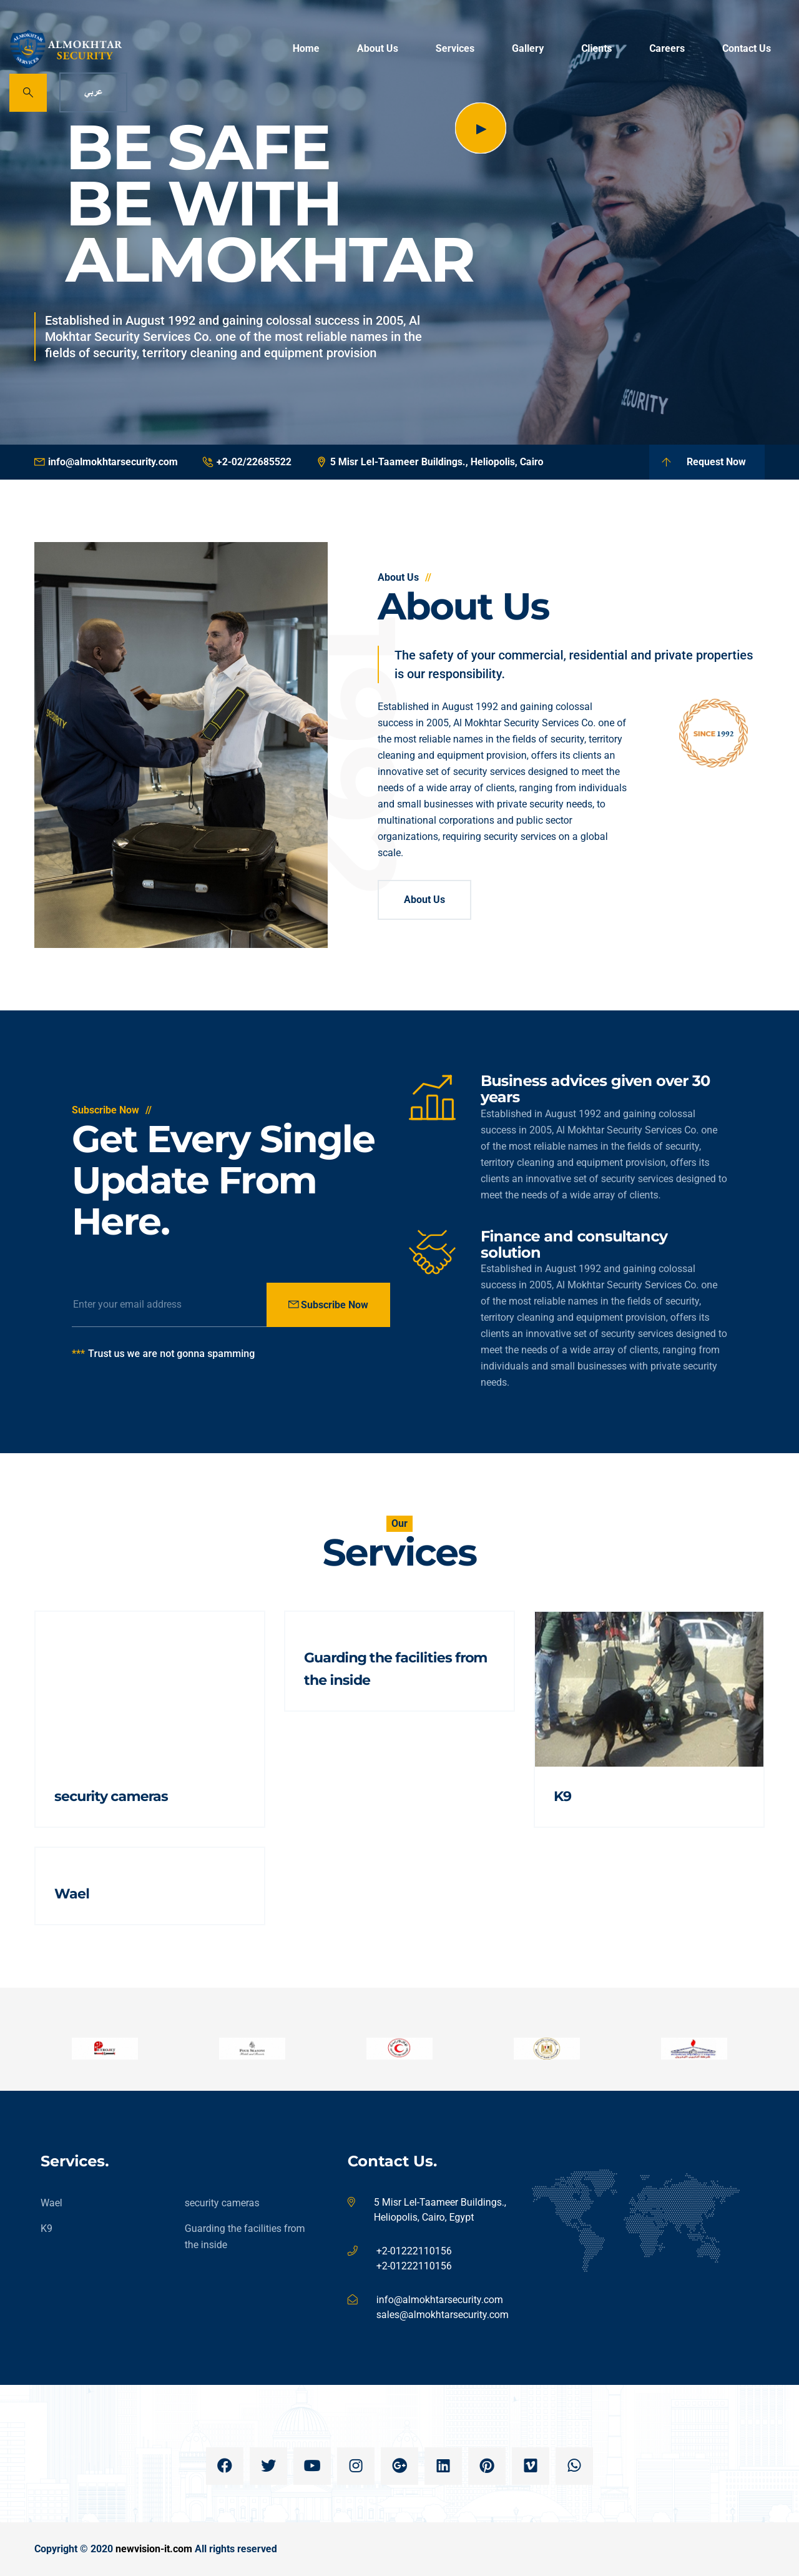 ALMOKHTAR
SECURITY
Home
About Us
Services
Gallery
Clients
Careers
Contact Us
عربي
BE SAFE
BE WITH
ALMOKHTAR
SECURITY
SECURITY
Established in August 1992 and gaining colossal success in 2005, Al
Mokhtar Security Services Co. one of the most reliable names in the
fields of security, territory cleaning and equipment provision
info@almokhtarsecurity.com
+2-02/22685522
5 Misr Lel-Taameer Buildings., Heliopolis, Cairo
Request Now
SECURITY
1992
About Us //
About Us
The safety of your commercial, residential and private properties
is our responsibility.
Established in August 1992 and gaining colossal
success in 2005, Al Mokhtar Security Services Co. one of
the most reliable names in the fields of security, territory
cleaning and equipment provision, offers its clients an
innovative set of security services designed to meet the
needs of a wide array of clients, ranging from individuals
and small businesses with private security needs, to
multinational corporations and public sector
organizations, requiring security services on a global
scale.
SINCE 1992
About Us
Subscribe Now //
Get Every Single
Update From
Here.
Enter your email address
Subscribe Now
*** Trust us we are not gonna spamming
Business advices given over 30
years
Established in August 1992 and gaining colossal
success in 2005, Al Mokhtar Security Services Co. one
of the most reliable names in the fields of security,
territory cleaning and equipment provision, offers its
clients an innovative set of security services designed to
meet the needs of a wide array of clients.
Finance and consultancy
solution
Established in August 1992 and gaining colossal
success in 2005, Al Mokhtar Security Services Co. one
of the most reliable names in the fields of security,
territory cleaning and equipment provision, offers its
clients an innovative set of security services designed to
meet the needs of a wide array of clients, ranging from
individuals and small businesses with private security
needs.
Our
Services
security cameras
Guarding the facilities from
the inside
K9
Wael
Services.
Wael
K9
security cameras
Guarding the facilities from
the inside
Contact Us.
5 Misr Lel-Taameer Buildings.,
Heliopolis, Cairo, Egypt
+2-01222110156
+2-01222110156
info@almokhtarsecurity.com
sales@almokhtarsecurity.com
Copyright © 2020 newvision-it.com All rights reserved